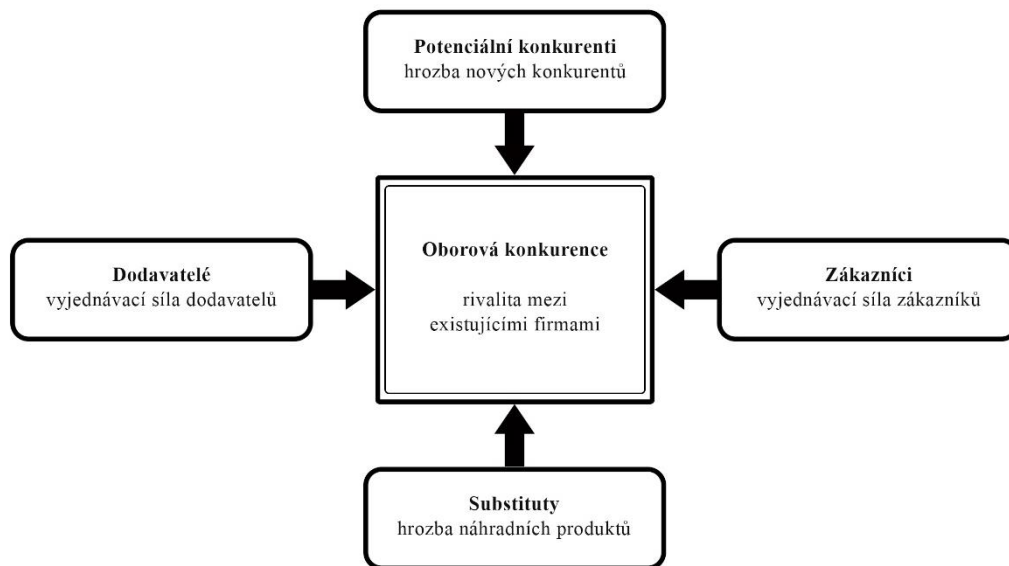 Potenciální konkurenti
hrozba nových konkurentů
Oborová konkurence
rivalita mezi
existujícími firmami
Dodavatelé
vyjednávací síla dodavatelů
Zákazníci
vyjednávací síla zákazníků
Substituty
hrozba náhradních produktů